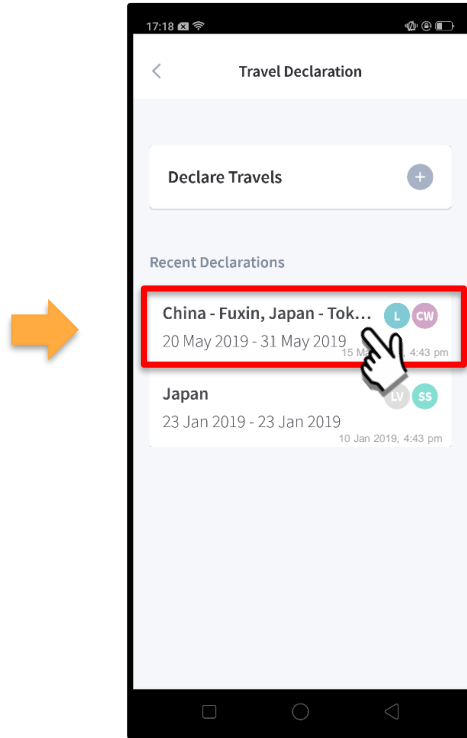 17:18
Travel Declaration
Declare Travels
Recent Declarations
China - Fuxin, Japan - Tok...
L
CW
20 May 2019 - 31 May 2019
15 4:43 pm
Japan
LV
SS
23 Jan 2019 - 23 Jan 2019
10 Jan 2019, 4:43 pm